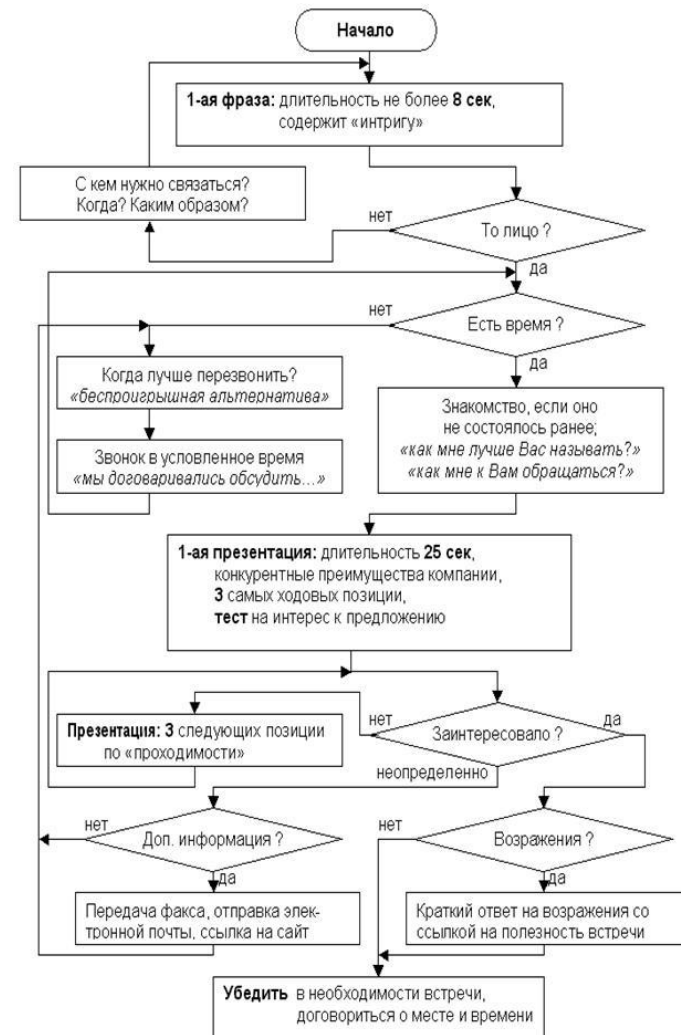 Начало
1-ая фраза: длительность не более 8 сек,
содержит «интригу»
С кем нужно связаться?
Когда? Каким образом?
нет
То лицо ?
да
нет
Есть время ?
да
Когда лучше перезвонить?
«беспроигрышная альтернатива»
Знакомство, если оно
не состоялось ранее;
«как мне лучше Вас называть?»
«как мне к Вам обращаться?»
Звонок в условленное время
«мы договаривались обсудить...»
1-ая презентация: длительность 25 сек,
конкурентные преимущества компании,
3 самых ходовых позиции,
тест на интерес к предложению
Презентация: 3 следующих позиции
по «проходимости»
нет
Заинтересовало ?
да
неопределенно
нет
Доп. информация ?
да
нет
Возражения ?
да
Передача факса, отправка элек-
тронной почты, ссылка на сайт
Краткий ответ на возражения со
ссылкой на полезность встречи
Убедить в необходимости встречи,
договориться о месте и времени